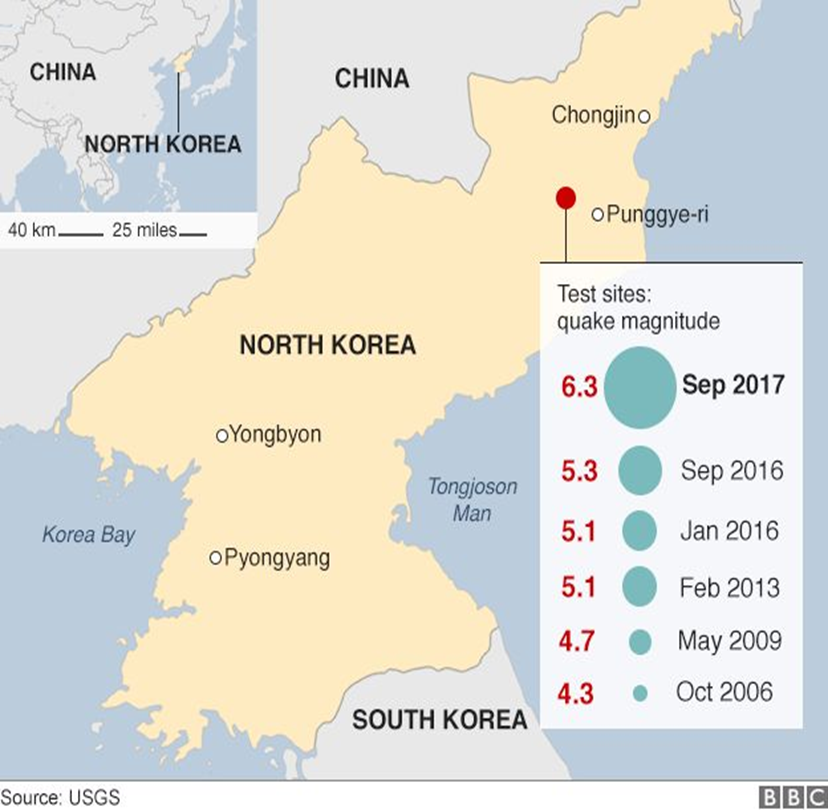 CHINA
NORTH KOREA
40 km
25 miles
CHINA
Chongjin
Punggye-ri
NORTH KOREA
Yongbyon
Tongjoson
Man
Korea Bay
Pyongyang
SOUTH KOREA
Test sites:
quake magnitude
6.3 Sep 2017
5.3 Sep 2016
5.1 Jan 2016
5.1 Feb 2013
4.7 May 2009
4.3 Oct 2006
Source: USGS
BBC